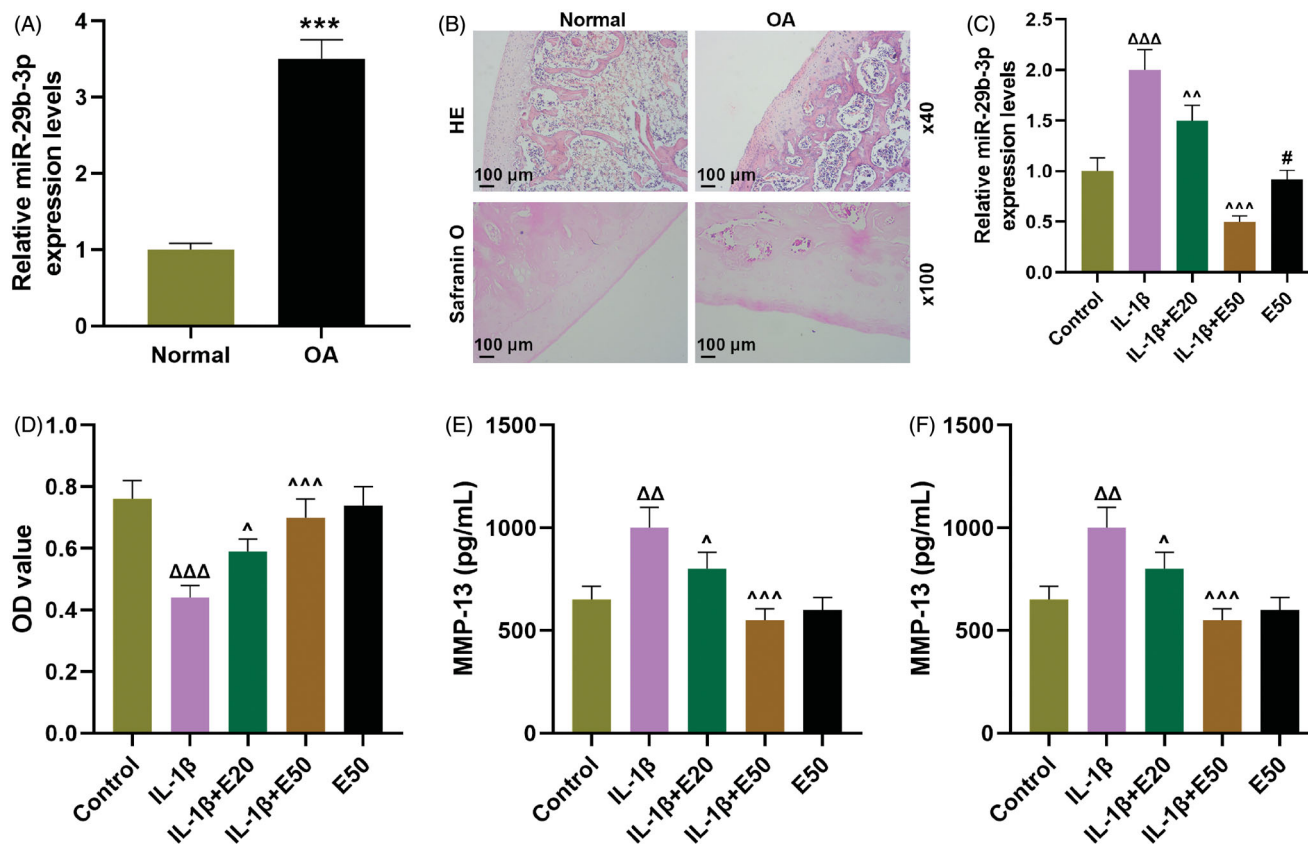 (A)
Relative miR-29b-3p
expression levels
4
3
2
1
0
***
Normal
OA
(B)
Normal
OA
HE
Safranin O
x40
x100
100 µm
100 µm
100 µm
100 µm
(C)
Relative miR-29b-3p
expression levels
2.5
2.0
1.5
1.0
0.5
0.0
ΔΔΔ
^^
^^^
#
Control
IL-1β
IL-1β+E20
IL-1β+E50
E50
(D)
OD value
1.0
0.8
0.6
0.4
0.2
0.0
ΔΔΔ
^
^^^
Control
IL-1β
IL-1β+E20
IL-1β+E50
E50
(E)
MMP-13 (pg/mL)
1500
1000
500
0
ΔΔ
^
^^^
Control
IL-1β
IL-1β+E20
IL-1β+E50
E50
(F)
MMP-13 (pg/mL)
1500
1000
500
0
ΔΔ
^
^^^
Control
IL-1β
IL-1β+E20
IL-1β+E50
E50